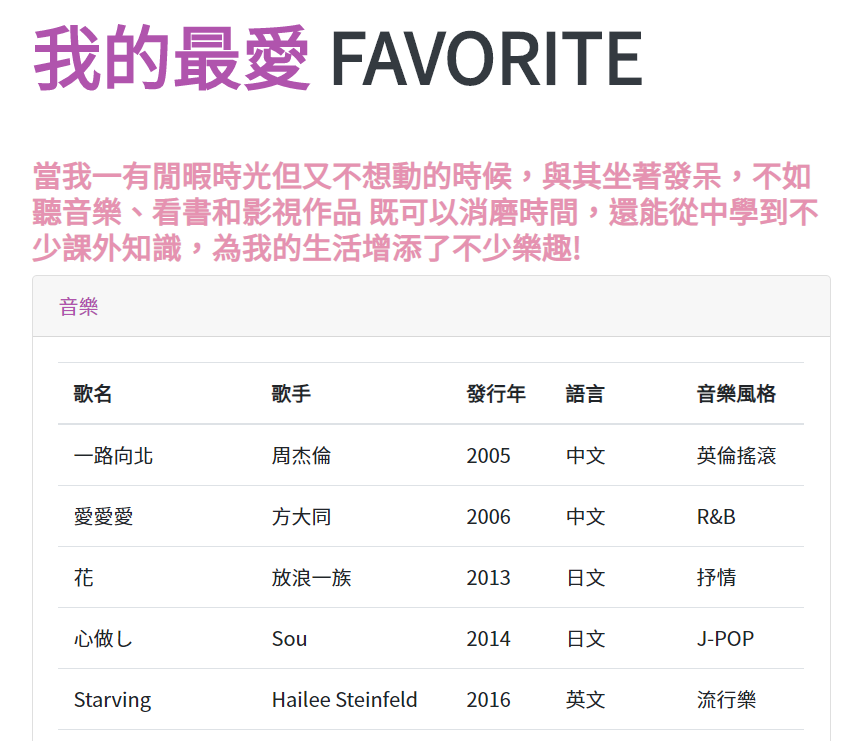 我的最愛 FAVORITE
當我一有閒暇時光但又不想動的時候，與其坐著發呆，不如
聽音樂、看書和影視作品 既可以消磨時間，還能從中學到不
少課外知識，為我的生活增添了不少樂趣!
音樂
歌名 歌手 發行年 語言 音樂風格
一路向北 周杰倫 2005 中文 英倫搖滾
愛愛愛 方大同 2006 中文 R&B
花 放浪一族 2013 日文 抒情
心做し Sou 2014 日文 J-POP
Starving Hailee Steinfeld 2016 英文 流行樂